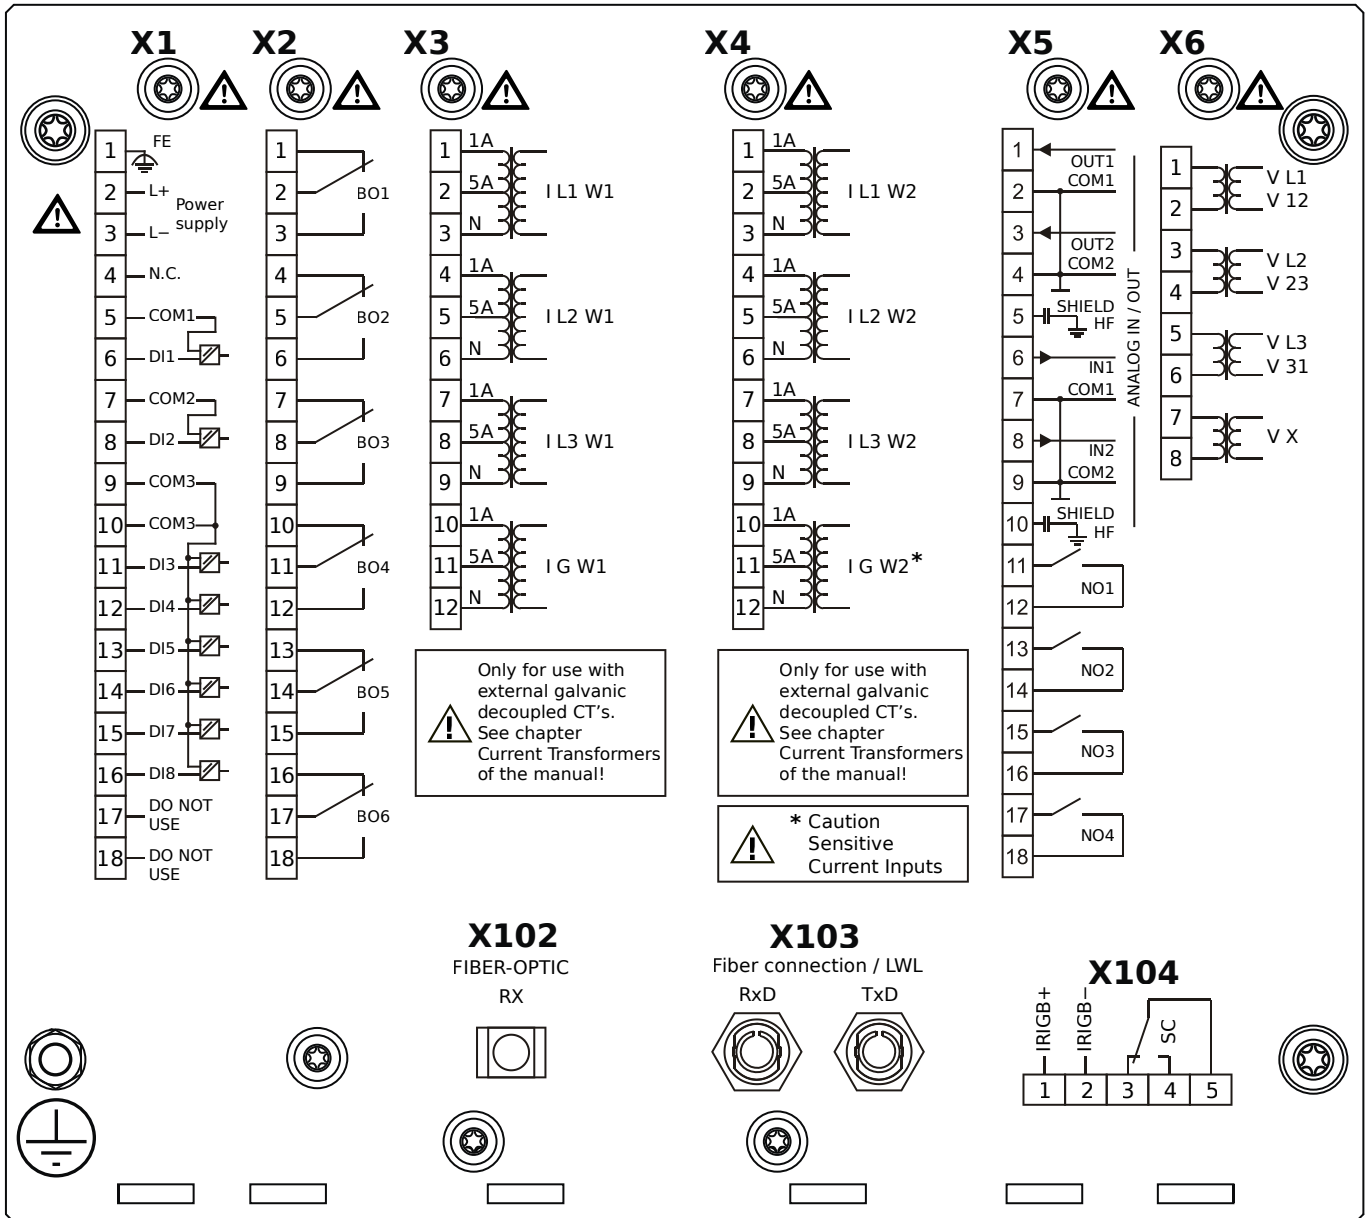 X1
X2
X3
X4
X5
X6
1 FE
2 L+
Power
supply
3 L−
4 N.C.
5 COM1
6 DI1
7 COM2
8 DI2
9 COM3
10 COM3
11 DI3
12 DI4
13 DI5
14 DI6
15 DI7
16 DI8
17 DO NOT
USE
18 DO NOT
USE
1
2 BO1
3
4
5 BO2
6
7
8 BO3
9
10
11 BO4
12
13
14 BO5
15
16
17 BO6
18
1 1A
2 5A I L1 W1
3 N
4 1A
5 5A I L2 W1
6 N
7 1A
8 5A I L3 W1
9 N
10 1A
11 5A I G W1
12 N
Only for use with
external galvanic
decoupled CT's.
See chapter
Current Transformers
of the manual!
1 1A
2 5A I L1 W2
3 N
4 1A
5 5A I L2 W2
6 N
7 1A
8 5A I L3 W2
9 N
10 1A
11 5A I G W2*
12 N
Only for use with
external galvanic
decoupled CT's.
See chapter
Current Transformers
of the manual!
* Caution
Sensitive
Current Inputs
1 OUT1
2 COM1
3 OUT2
4 COM2
5 SHIELD
HF
6 IN1
7 COM1
8 IN2
9 COM2
10 SHIELD
HF
ANALOG IN / OUT
11
NO1
12
13
NO2
14
15
NO3
16
17
NO4
18
1 V L1
2 V 12
3 V L2
4 V 23
5 V L3
6 V 31
7
V X
8
X102
FIBER-OPTIC
RX
X103
Fiber connection / LWL
RxD TxD
X104
IRIGB+
IRIGB−
SC
1 2 3 4 5